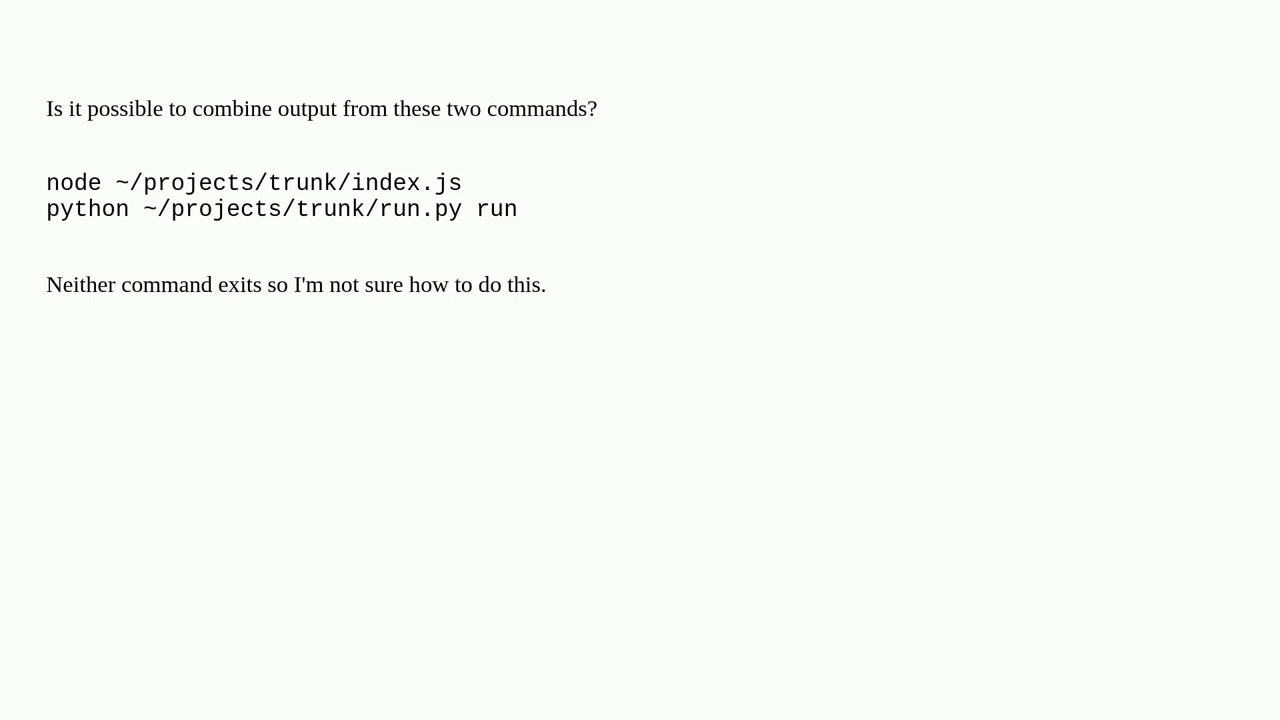 Is it possible to combine output from these two commands?
node ~/projects/trunk/index.js
python ~/projects/trunk/run.py run
Neither command exits so I'm not sure how to do this.